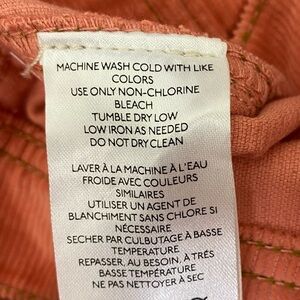 MACHINE WASH COLD WITH LIKE
COLORS
USE ONLY NON-CHLORINE
BLEACH
TUMBLE DRY LOW
LOW IRON AS NEEDED
DO NOT DRY CLEAN
LAVER À LA MACHINE À L'EAU
FROIDE AVEC COULEURS
SIMILAIRES
UTILISER UN AGENT DE
BLANCHIMENT SANS CHLORE SI
NÉCESSAIRE
SECHER PAR CULBUTAGE À BASSE
TEMPERATURE
REPASSER, AU BESOIN, À TRÈS
BASSE TEMPÉRATURE
NE PAS NETTOYER À SEC